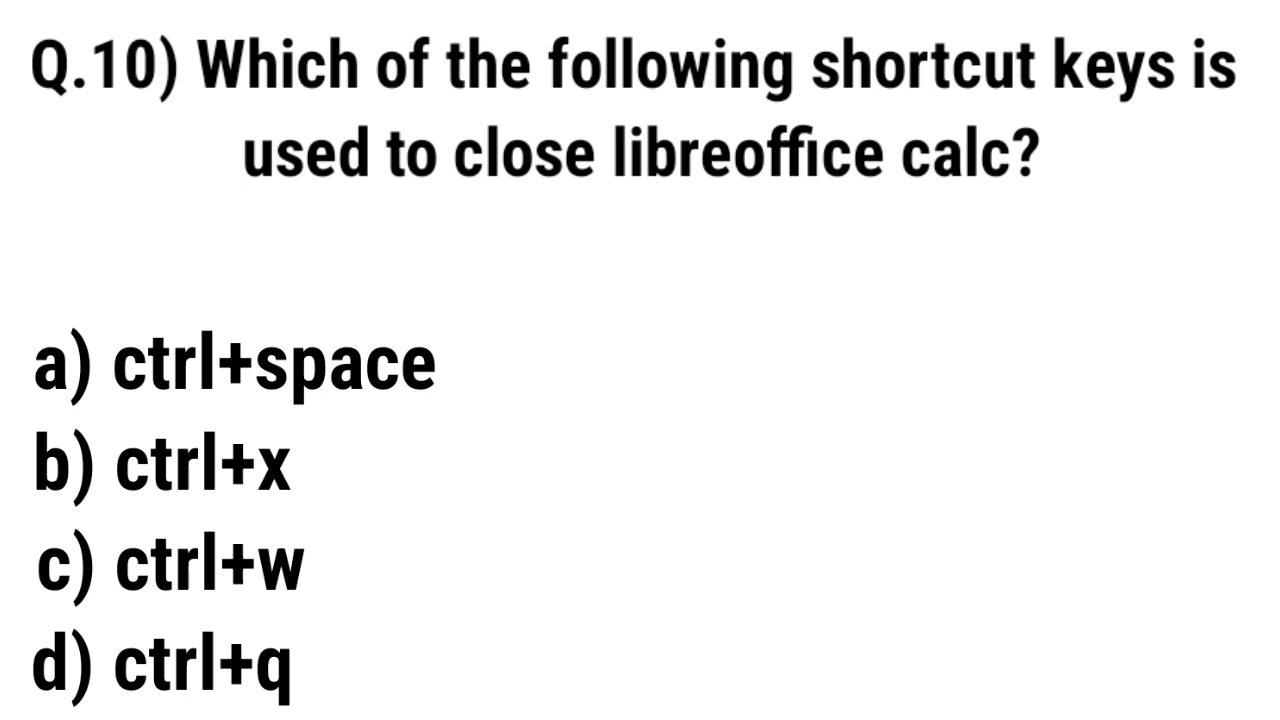 Q.10) Which of the following shortcut keys is
used to close libreoffice calc?
a) ctrl+space
b) ctrl+x
c) ctrl+w
d) ctrl+q